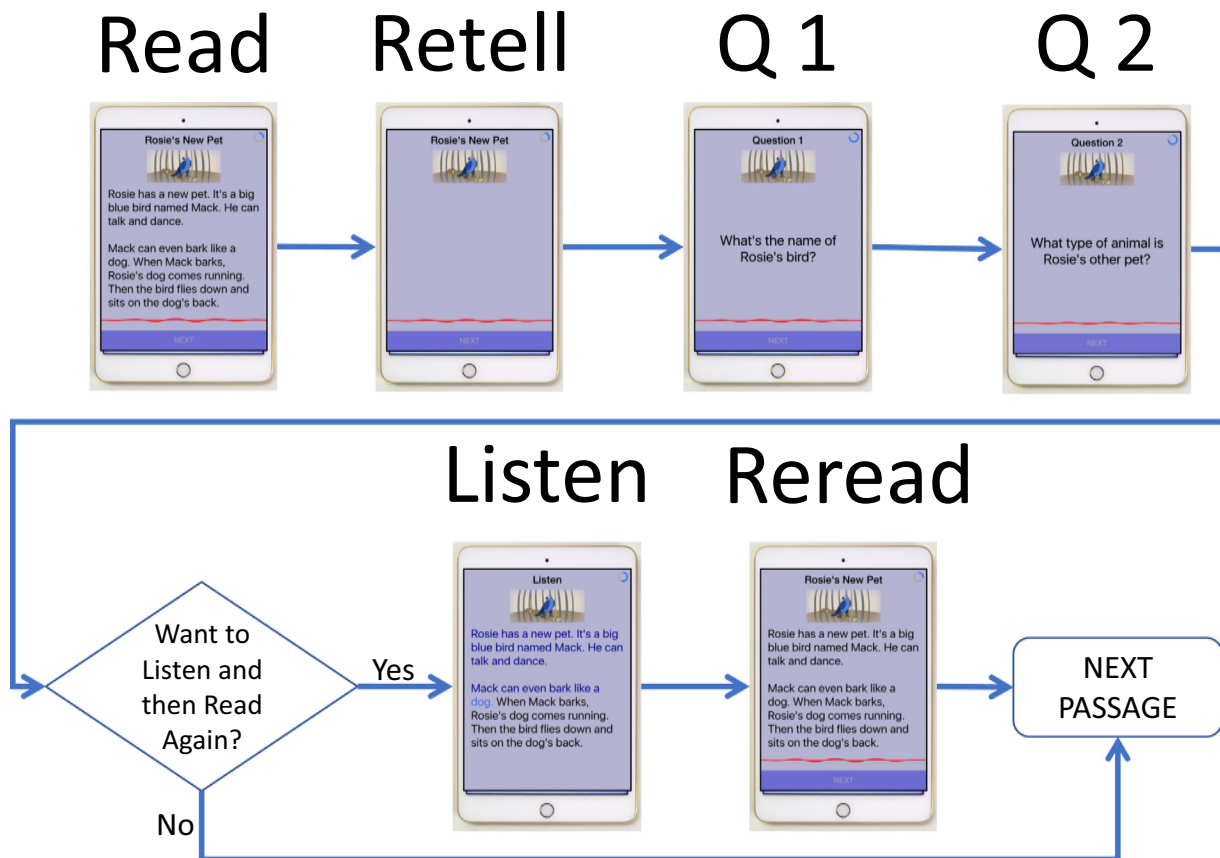 Read
Retell
Q 1
Q 2
Rosie's New Pet
Rosie has a new pet. It's a big
blue bird named Mack. He can
talk and dance.
Mack can even bark like a
dog. When Mack barks,
Rosie's dog comes running.
Then the bird flies down and
sits on the dog's back.
NEXT
Rosie's New Pet
NEXT
Question 1
What's the name of
Rosie's bird?
NEXT
Question 2
What type of animal is
Rosie's other pet?
NEXT
Listen
Reread
Want to
Listen and
then Read
Again?
Yes
No
Listen
Rosie has a new pet. It's a big
blue bird named Mack. He can
talk and dance.
Mack can even bark like a
dog. When Mack barks,
Rosie's dog comes running.
Then the bird flies down and
sits on the dog's back.
Rosie's New Pet
Rosie has a new pet. It's a big
blue bird named Mack. He can
talk and dance.
Mack can even bark like a
dog. When Mack barks,
Rosie's dog comes running.
Then the bird flies down and
sits on the dog's back.
NEXT
NEXT
PASSAGE